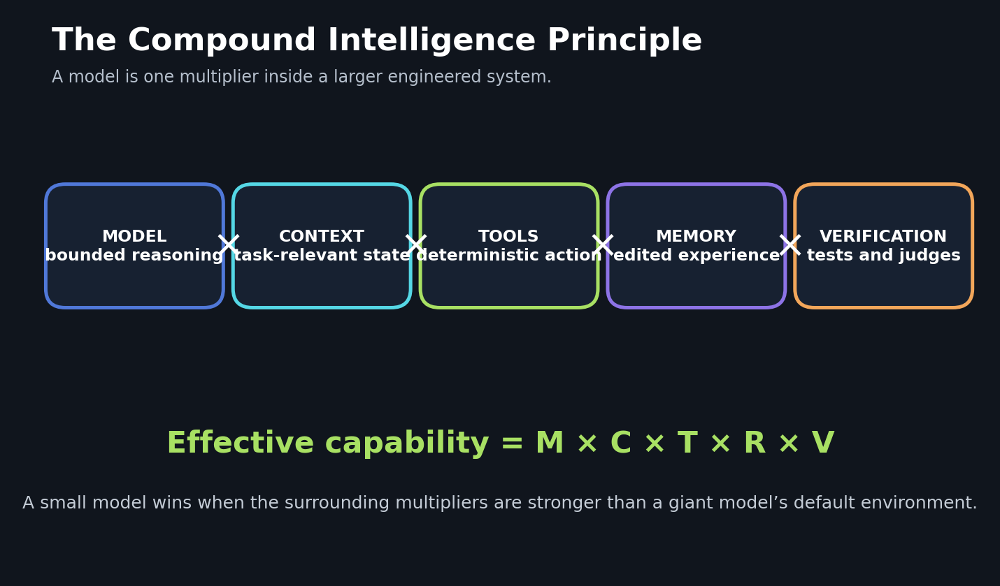 The Compound Intelligence Principle
A model is one multiplier inside a larger engineered system.
MODEL
bounded reasoning
×
CONTEXT
task-relevant state
×
TOOLS
deterministic action
×
MEMORY
edited experience
×
VERIFICATION
tests and judges
Effective capability = M × C × T × R × V
A small model wins when the surrounding multipliers are stronger than a giant model’s default environment.